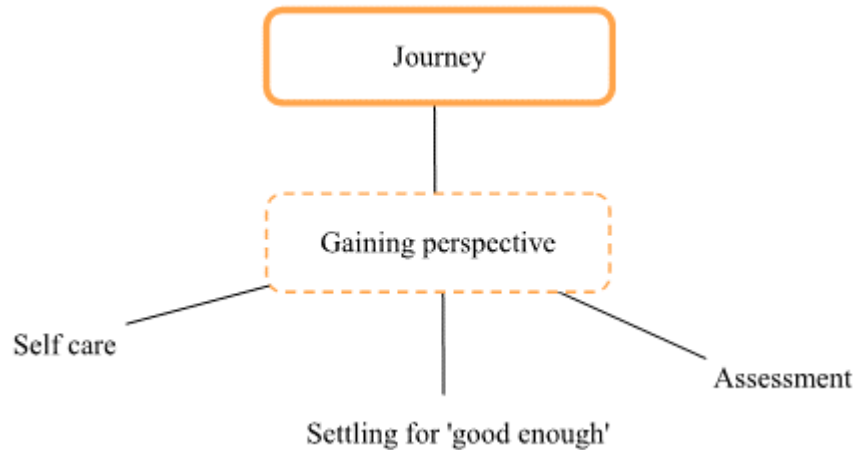 Journey
Gaining perspective
Self care
Assessment
Settling for 'good enough'